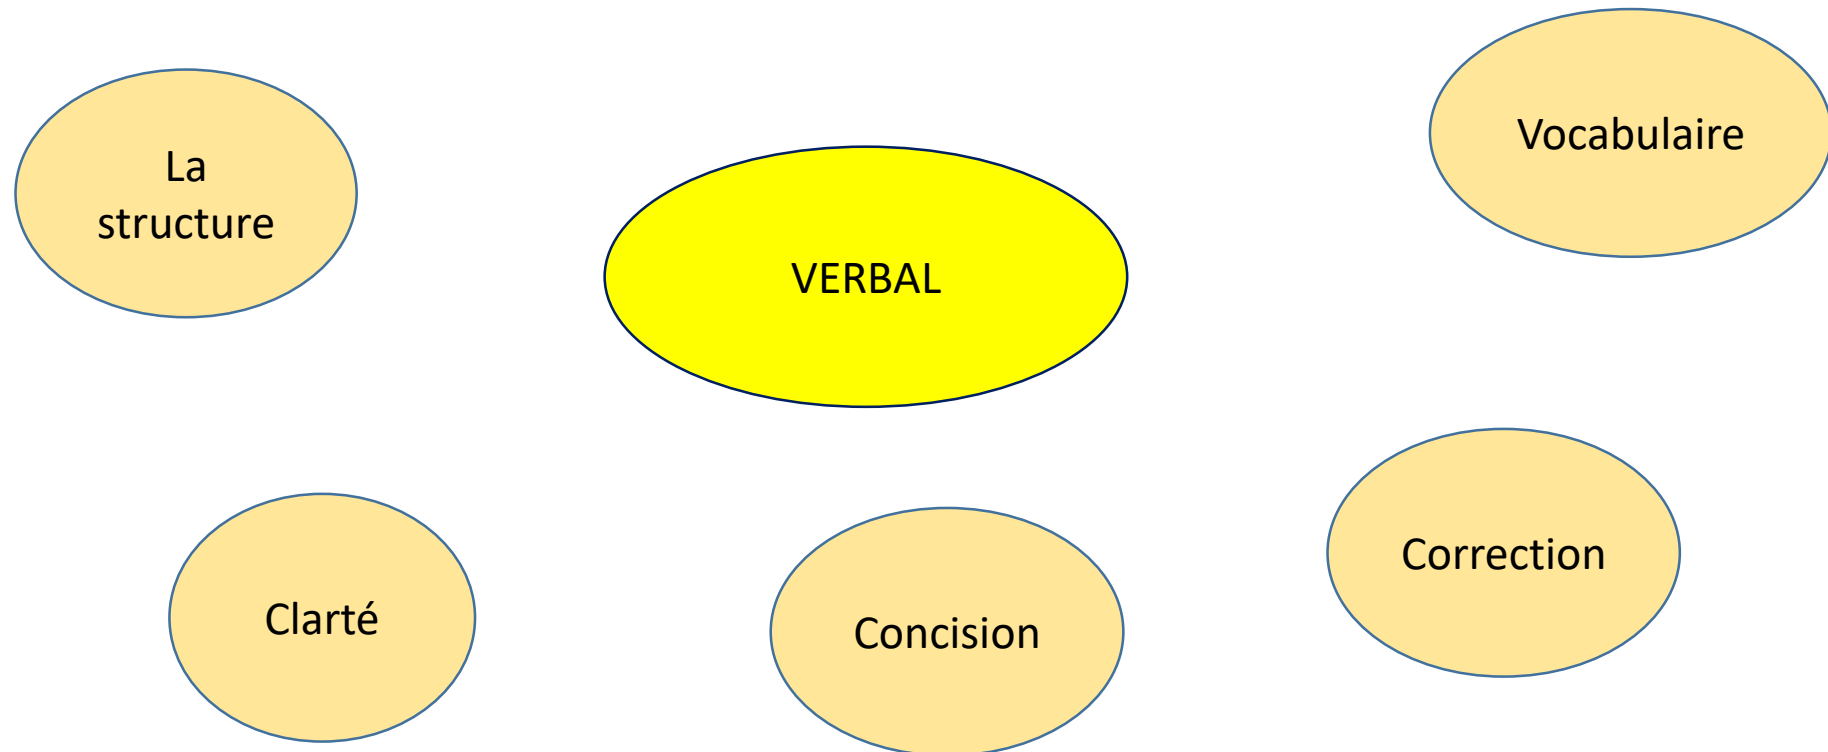 La
structure
VERBAL
Vocabulaire
Clarté
Concision
Correction